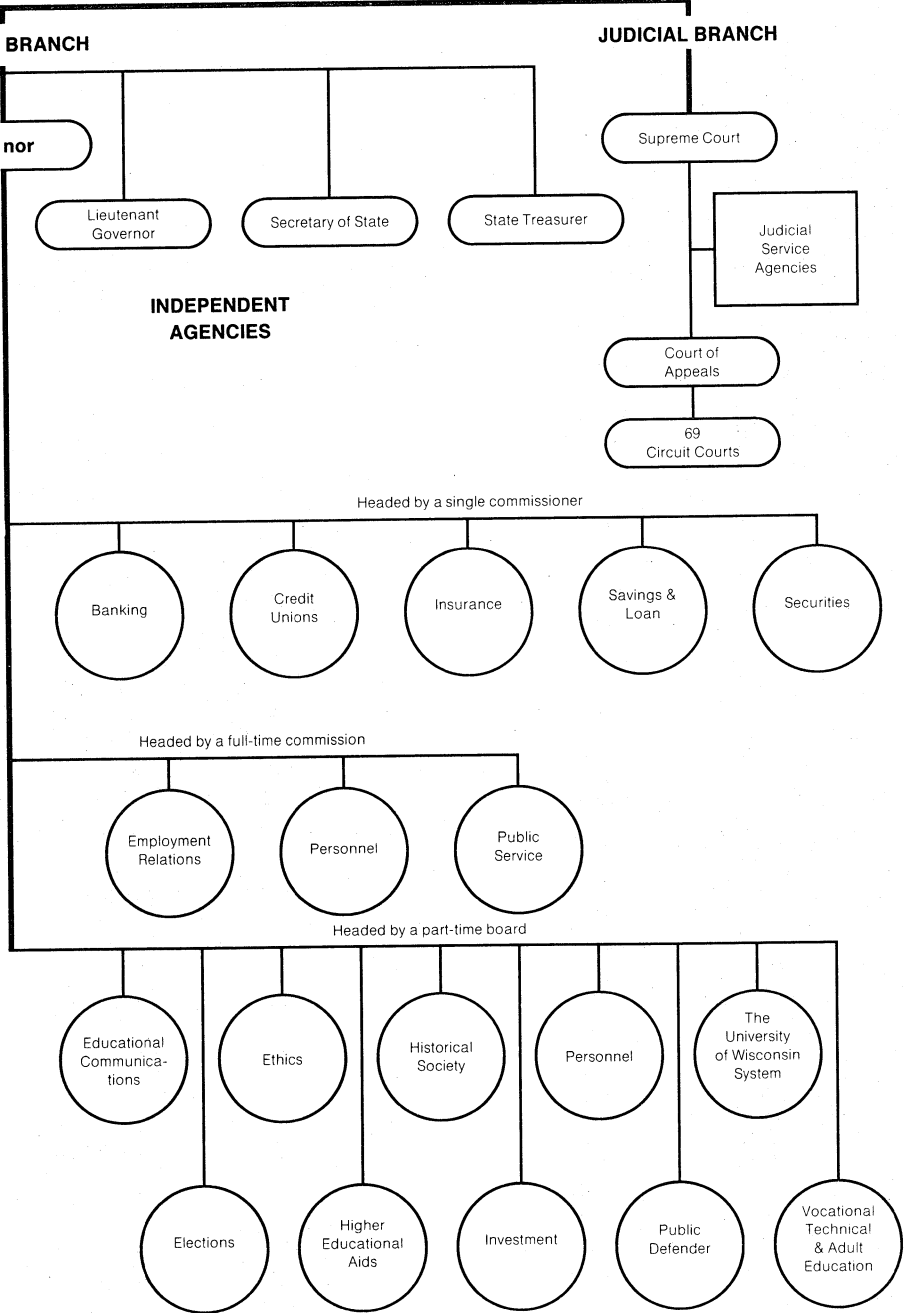 BRANCH
JUDICIAL BRANCH
nor
Supreme Court
Lieutenant
Governor
Secretary of State
State Treasurer
Judicial
Service
Agencies
INDEPENDENT
AGENCIES
Court of
Appeals
69
Circuit Courts
Headed by a single commissioner
Banking
Credit
Unions
Insurance
Savings &
Loan
Securities
Headed by a full-time commission
Employment
Relations
Personnel
Public
Service
Headed by a part-time board
Educational
Communica-
tions
Ethics
Historical
Society
Personnel
The
University
of Wisconsin
System
Elections
Higher
Educational
Aids
Investment
Public
Defender
Vocational
Technical
& Adult
Education